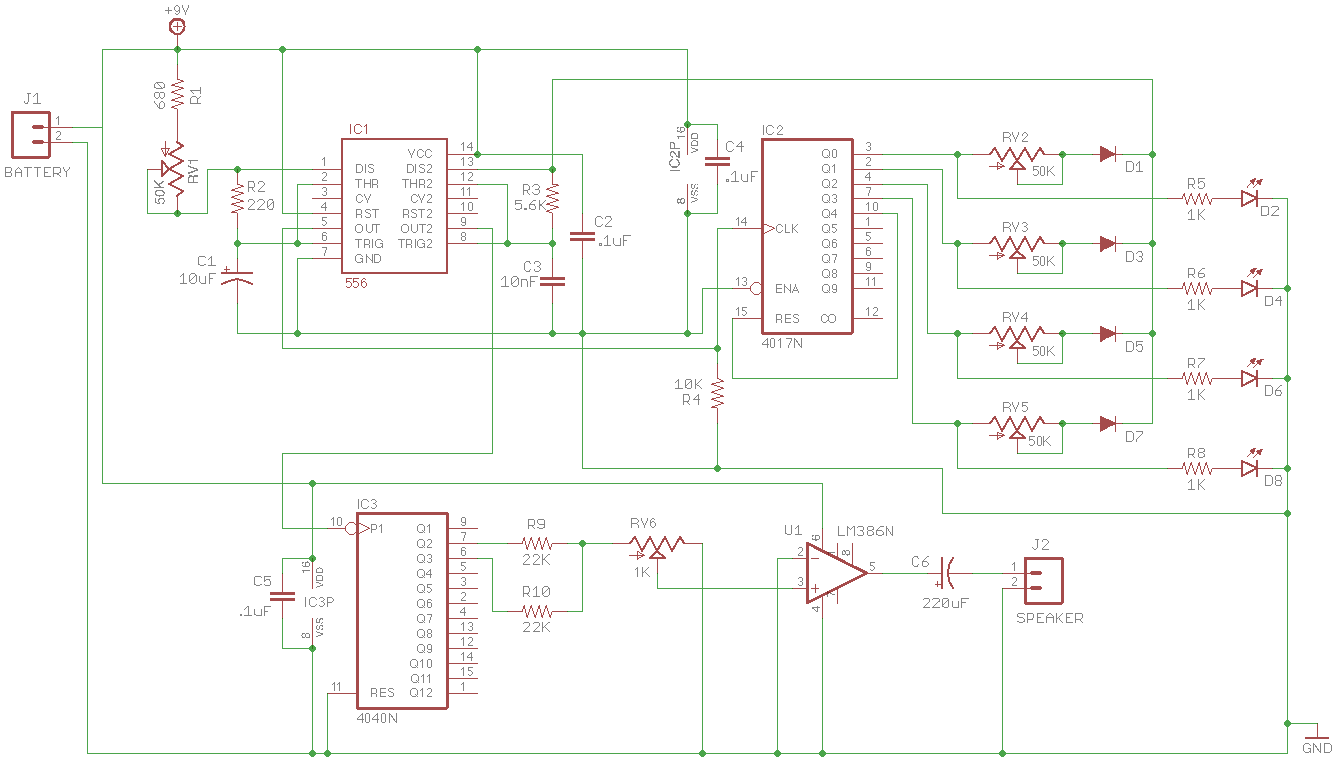 +9V
J1
1
2
BATTERY
680
R1
50K
RV1
R2
220
C1
+
10uF
IC1
1 DIS VCC 14
2 THR DIS2 13
3 CY THR2 12
4 RST CY2 11
5 OUT RST2 10
6 TRIG OUT2 9
7 GND TRIG2 8
556
R3
5.6K
C3
10nF
C2
.1uF
IC2P
16
VDD
VSS
8
C4
.1uF
IC2
14 CLK
13 ENA
15 RES
Q0 3
Q1 2
Q2 4
Q3 7
Q4 10
Q5 1
Q6 5
Q7 6
Q8 9
Q9 11
CO 12
4017N
10K
R4
RV2
50K
D1
R5
1K
D2
RV3
50K
D3
R6
1K
D4
RV4
50K
D5
R7
1K
D6
RV5
50K
D7
R8
1K
D8
IC3
10 P1
11 RES
Q1 9
Q2 7
Q3 6
Q4 5
Q5 3
Q6 2
Q7 4
Q8 13
Q9 12
Q10 14
Q11 15
Q12 1
4040N
C5
.1uF
16
VDD
IC3P
8
VSS
R9
22K
R10
22K
RV6
1K
U1
LM386N
6
8
2
-
3
+
4
5
C6
+
220uF
J2
1
2
SPEAKER
GND